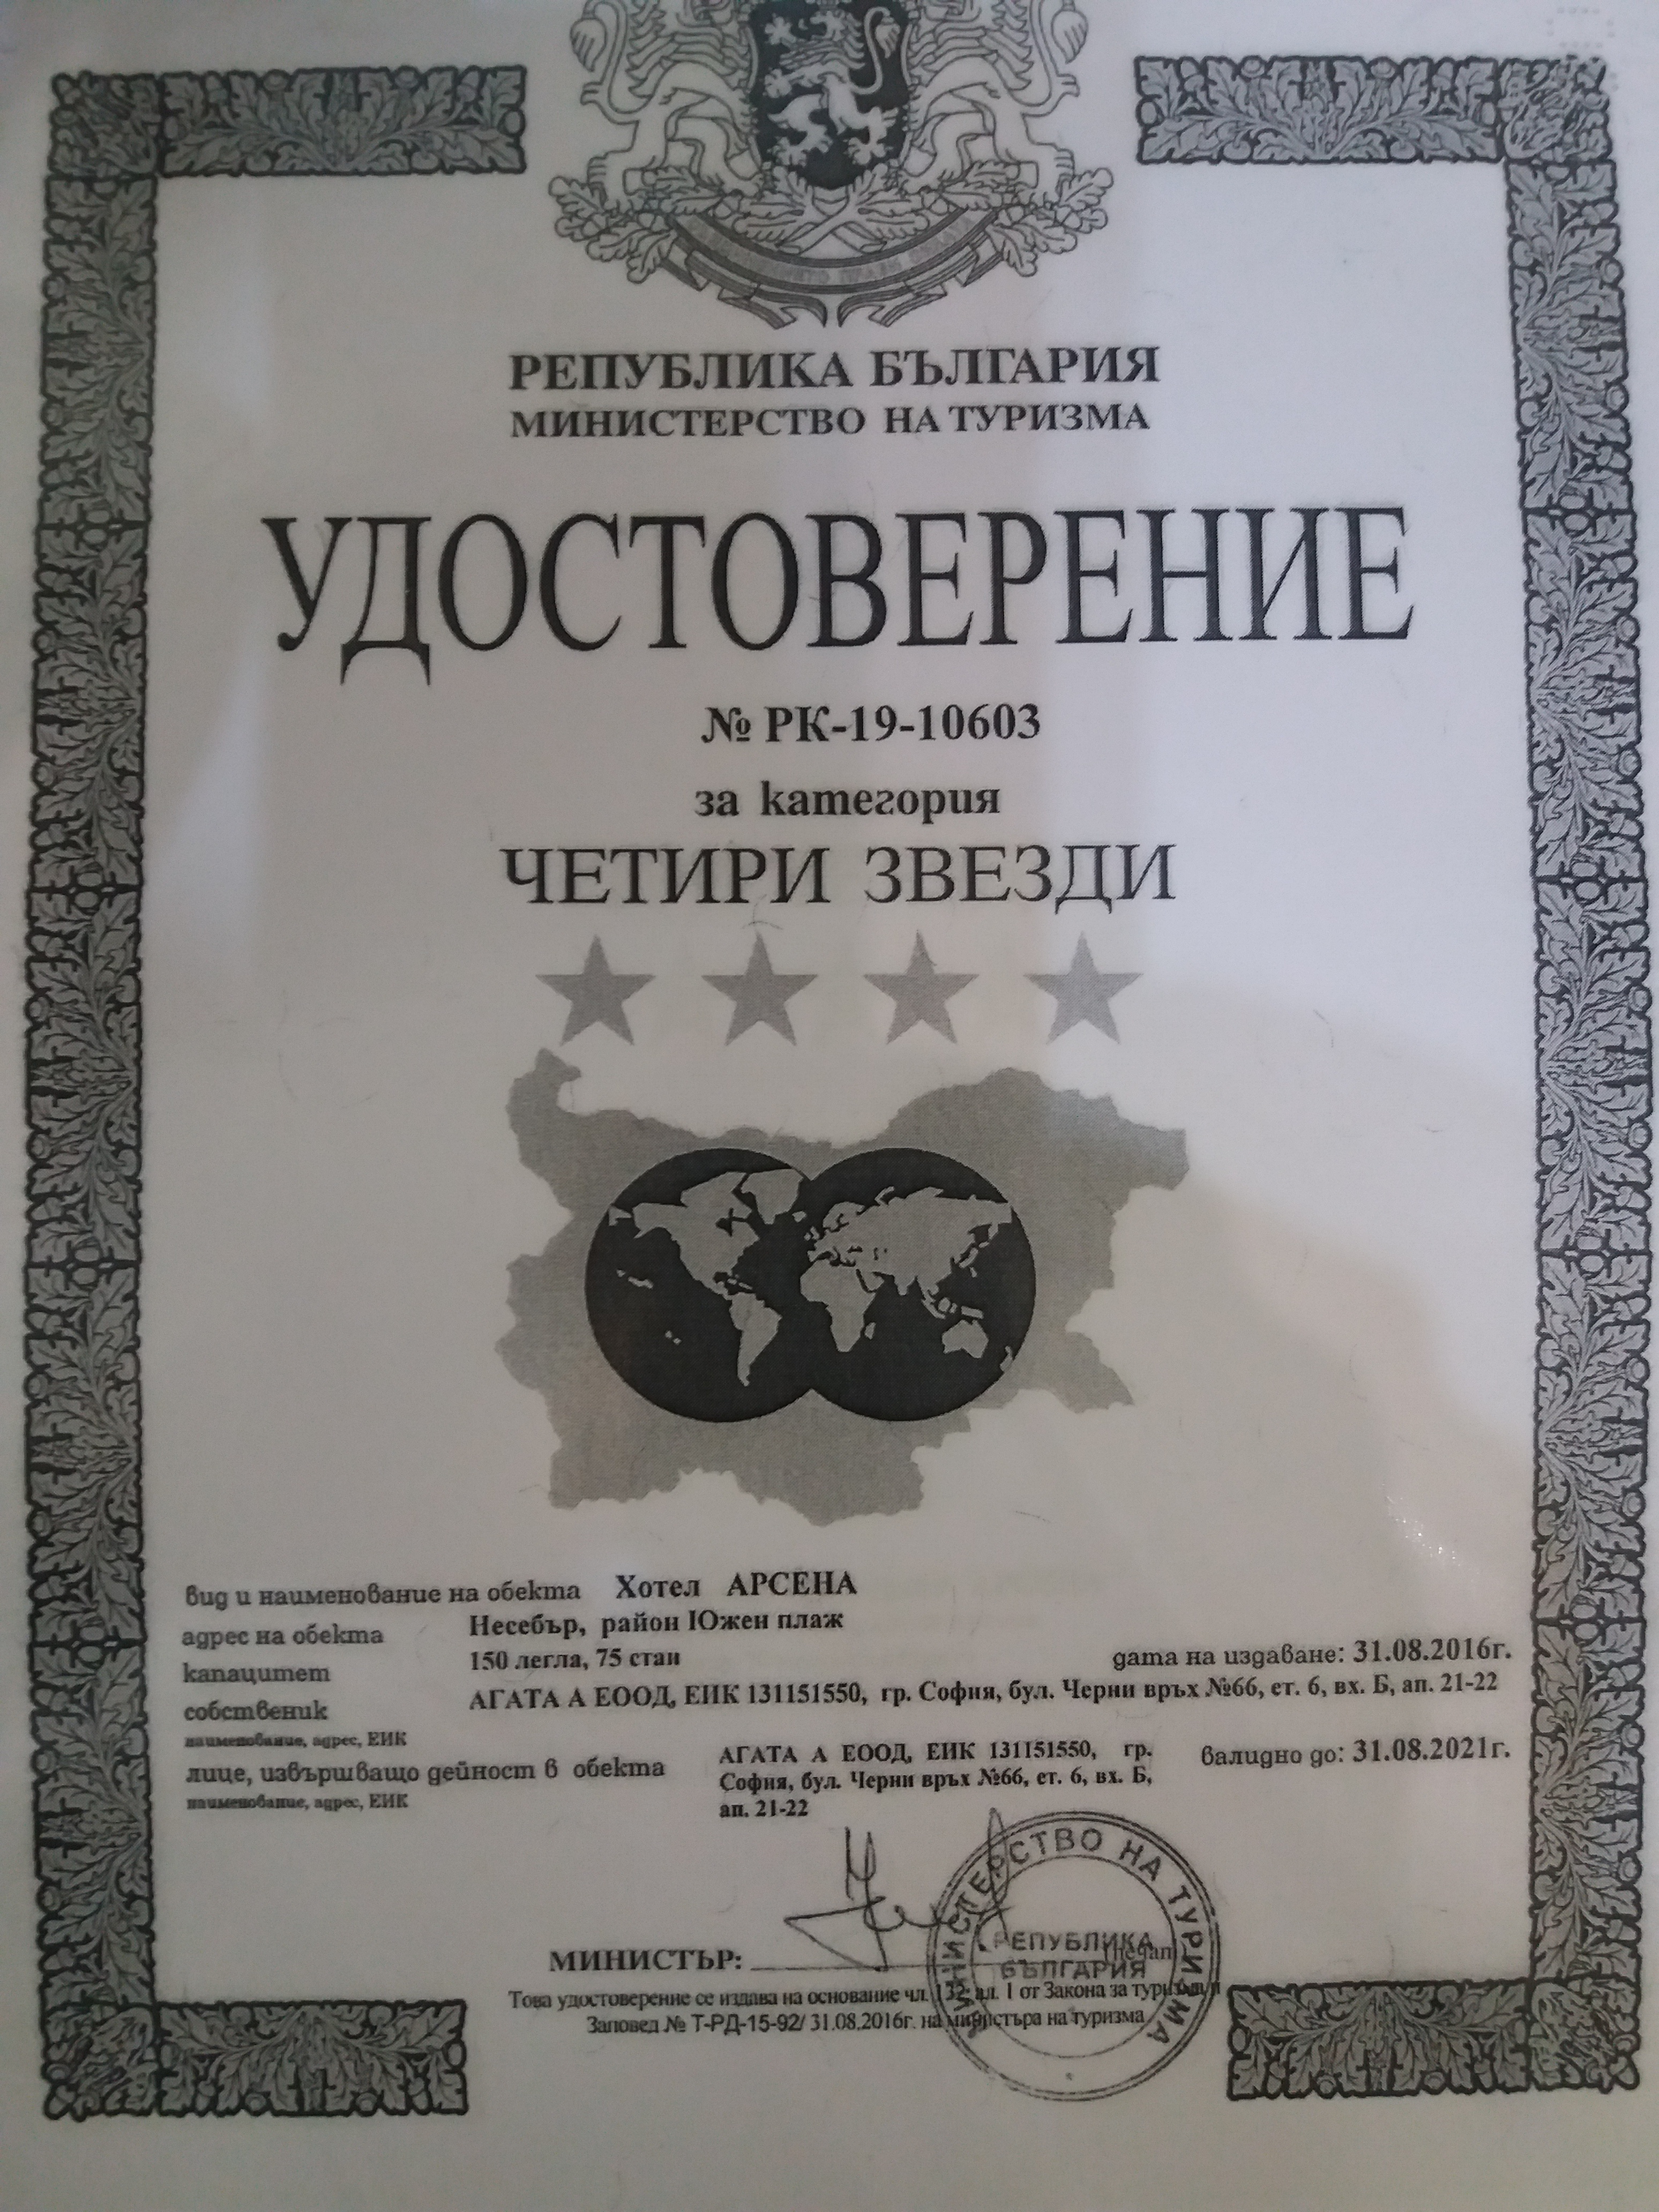 РЕПУБЛИКА БЪЛГАРИЯ
МИНИСТЕРСТВО НА ТУРИЗМА
УДОСТОВЕРЕНИЕ
№ РК-19-10603
за категория
ЧЕТИРИ ЗВЕЗДИ
вид и наименование на обекта Хотел АРСЕНА
адрес на обекта Несебър, район Южен плаж
капацитет 150 легла, 75 стаи дата на издаване: 31.08.2016г.
собственик АГАТА А ЕООД, ЕИК 131151550, гр. София, бул. Черни връх №66, ет. 6, вх. Б, ап. 21-22
наименование, адрес, ЕИК
лице, извършващо дейност в обекта АГАТА А ЕООД, ЕИК 131151550, гр. валидно до: 31.08.2021г.
наименование, адрес, ЕИК София, бул. Черни връх №66, ет. 6, вх. Б,
ап. 21-22
МИНИСТЕРСТВО НА ТУРИЗМА
РЕПУБЛИКА
БЪЛГАРИЯ
МИНИСТЪР: (печат)
Това удостоверение се издава на основание чл. 132, ал. 1 от Закона за туризма и
Заповед № Т-РД-15-92/ 31.08.2016г. на министъра на туризма